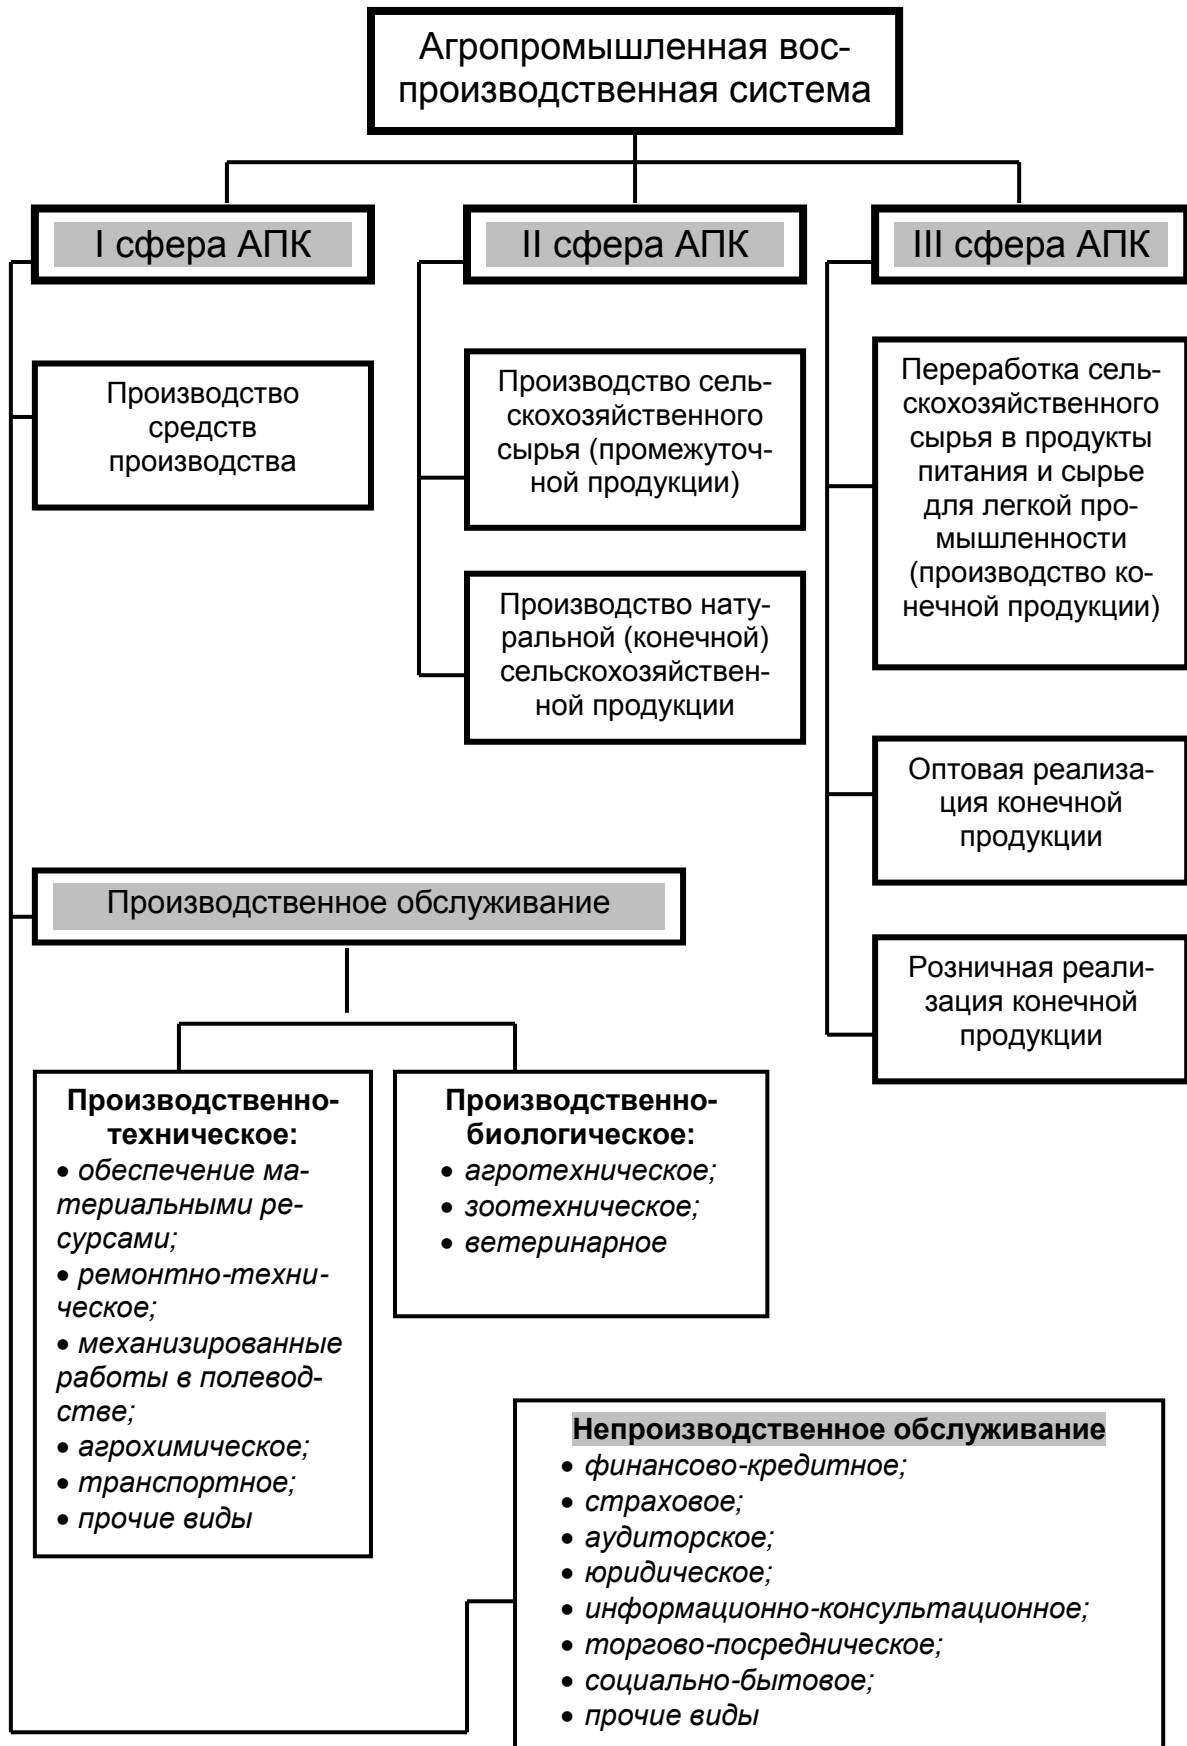 Агропромышленная вос-
производственная система
I сфера АПК
II сфера АПК
III сфера АПК
Производство
средств
производства
Производство сель-
скохозяйственного
сырья (промежуточ-
ной продукции)
Производство нату-
ральной (конечной)
сельскохозяйствен-
ной продукции
Переработка сель-
скохозяйственного
сырья в продукты
питания и сырье
для легкой про-
мышленности
(производство ко-
нечной продукции)
Оптовая реализа-
ция конечной
продукции
Розничная реали-
зация конечной
продукции
Производственное обслуживание
Производственно-
техническое:
• обеспечение ма-
териальными ре-
сурсами;
• ремонтно-техни-
ческое;
• механизированные
работы в полевод-
стве;
• агрохимическое;
• транспортное;
• прочие виды
Производственно-
биологическое:
• агротехническое;
• зоотехническое;
• ветеринарное
Непроизводственное обслуживание
• финансово-кредитное;
• страховое;
• аудиторское;
• юридическое;
• информационно-консультационное;
• торгово-посредническое;
• социально-бытовое;
• прочие виды